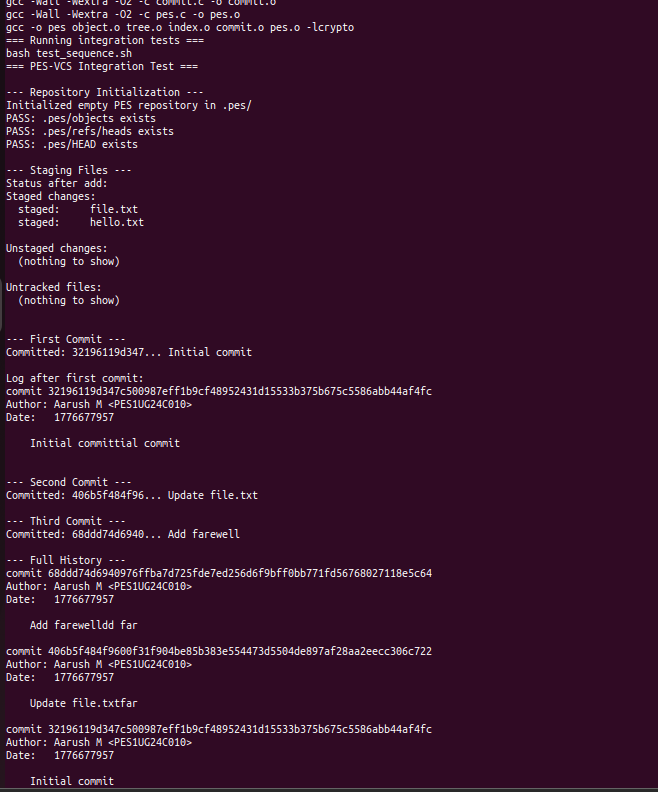 gcc -Wall -Wextra -O2 -c commit.c -o commit.o
gcc -Wall -Wextra -O2 -c pes.c -o pes.o
gcc -o pes object.o tree.o index.o commit.o pes.o -lcrypto
=== Running integration tests ===
bash test_sequence.sh
=== PES-VCS Integration Test ===
--- Repository Initialization ---
Initialized empty PES repository in .pes/
PASS: .pes/objects exists
PASS: .pes/refs/heads exists
PASS: .pes/HEAD exists
--- Staging Files ---
Status after add:
Staged changes:
staged:     file.txt
staged:     hello.txt
Unstaged changes:
(nothing to show)
Untracked files:
(nothing to show)
--- First Commit ---
Committed: 32196119d347... Initial commit
Log after first commit:
commit 32196119d347c500987eff1b9cf48952431d15533b375b675c5586abb44af4fc
Author: Aarush M <PES1UG24C010>
Date:   1776677957
Initial committial commit
--- Second Commit ---
Committed: 406b5f484f96... Update file.txt
--- Third Commit ---
Committed: 68ddd74d6940... Add farewell
--- Full History ---
commit 68ddd74d6940976ffba7d725fde7ed256d6f9bff0bb771fd56768027118e5c64
Author: Aarush M <PES1UG24C010>
Date:   1776677957
Add farewelldd far
commit 406b5f484f9600f31f904be85b383e554473d5504de897af28aa2eecc306c722
Author: Aarush M <PES1UG24C010>
Date:   1776677957
Update file.txtfar
commit 32196119d347c500987eff1b9cf48952431d15533b375b675c5586abb44af4fc
Author: Aarush M <PES1UG24C010>
Date:   1776677957
Initial commit